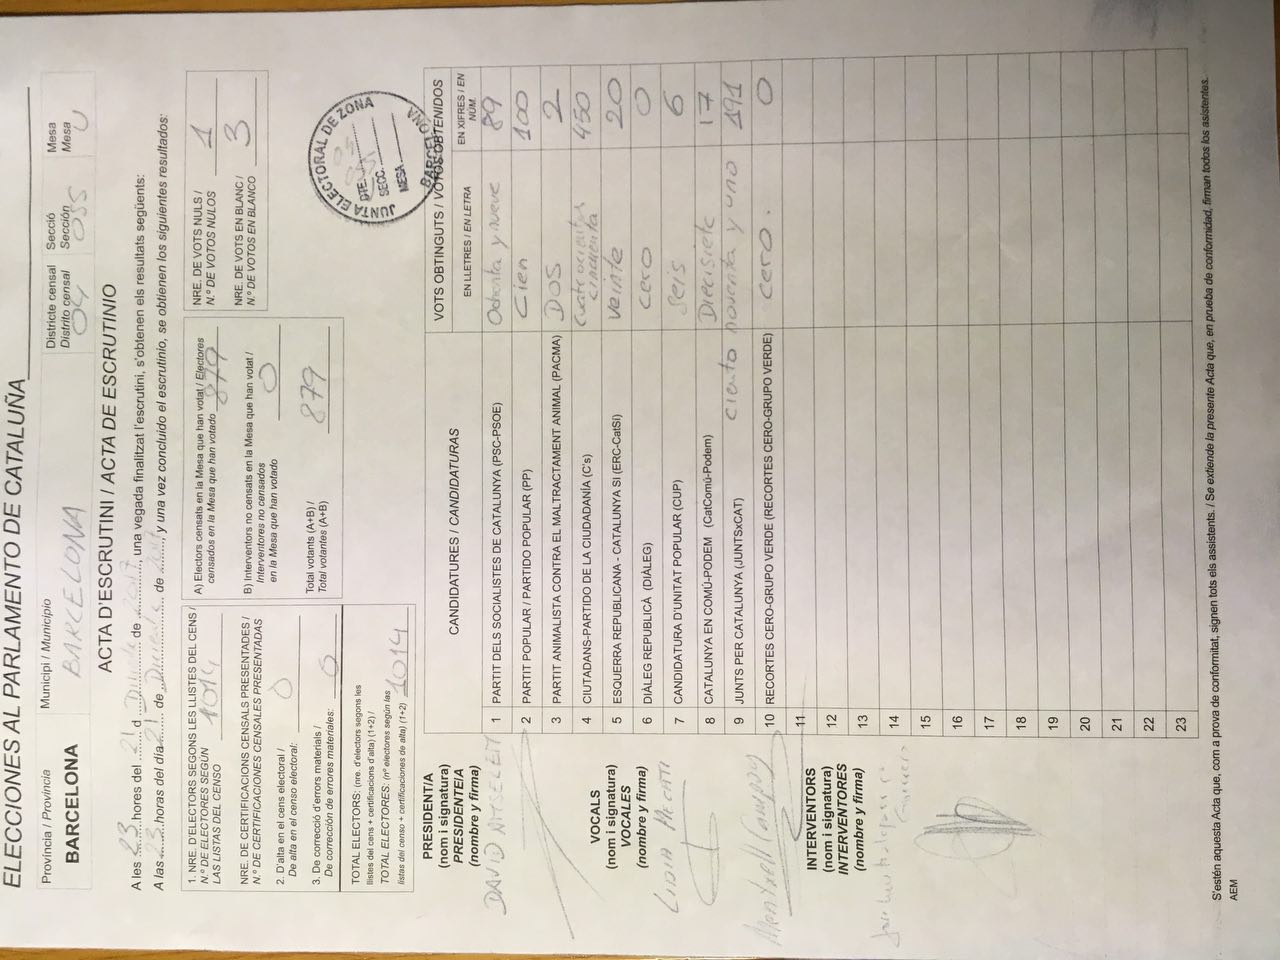 ELECCIONES AL PARLAMENTO DE CATALUÑA
Província / Provincia
BARCELONA
Municipi / Municipio
BARCELONA
Districte censal
Distrito censal
04
Secció
Sección
055
Mesa
Mesa
U
ACTA D'ESCRUTINI / ACTA DE ESCRUTINIO
A les 23 hores del 21 d de, una vegada finalitzat l'escrutini, s'obtenen els resultats següents:
A las 23 horas del día 21 de Diciembre de, y una vez concluido el escrutinio, se obtienen los siguientes resultados:
1. NRE. D'ELECTORS SEGONS LES LLISTES DEL CENS /
N.º DE ELECTORES SEGÚN
LAS LISTAS DEL CENSO 1014
NRE. DE CERTIFICACIONS CENSALS PRESENTADES /
N.º DE CERTIFICACIONES CENSALES PRESENTADAS
2. D'alta en el cens electoral /
De alta en el censo electoral: 0
3. De correcció d'errors materials /
De corrección de errores materiales: 0
TOTAL ELECTORS: (nre. d'electors segons les
llistes del cens + certificacions d'alta) (1+2) /
TOTAL ELECTORES: (nº electores según las
listas del censo + certificaciones de alta) (1+2) 1014
A) Electors censats en la Mesa que han votat / Electores
censados en la Mesa que han votado 879
B) Interventors no censats en la Mesa que han votat /
Interventores no censados
en la Mesa que han votado 0
Total votants (A+B) /
Total votantes (A+B) 879
NRE. DE VOTS NULS /
N.º DE VOTOS NULOS 1
NRE. DE VOTS EN BLANC /
N.º DE VOTOS EN BLANCO 3
JUNTA ELECTORAL DE ZONA
DTE.
SECC.
MESA
BARCELONA
CANDIDATURES / CANDIDATURAS
VOTS OBTINGUTS / VOTOS OBTENIDOS
EN LLETRES / EN LETRA
EN XIFRES / EN NÚM.
1 PARTIT DELS SOCIALISTES DE CATALUNYA (PSC-PSOE) Ochenta y nueve 89
2 PARTIT POPULAR / PARTIDO POPULAR (PP) Cien 100
3 PARTIT ANIMALISTA CONTRA EL MALTRACTAMENT ANIMAL (PACMA) DOS 2
4 CIUTADANS-PARTIDO DE LA CIUDADANÍA (C's) Cuatrocientos cincuenta 450
5 ESQUERRA REPUBLICANA - CATALUNYA SI (ERC-CatSí) Veinte 20
6 DIÀLEG REPUBLICÀ (DIÀLEG) Cero 0
7 CANDIDATURA D'UNITAT POPULAR (CUP) Seis 6
8 CATALUNYA EN COMÚ-PODEM (CatComú-Podem) Diecisiete 17
9 JUNTS PER CATALUNYA (JUNTSxCAT) ciento noventa y uno 191
10 RECORTES CERO-GRUPO VERDE (RECORTES CERO-GRUPO VERDE) cero. 0
11
12
13
14
15
16
17
18
19
20
21
22
23
PRESIDENT/A
(nom i signatura)
PRESIDENTE/A
(nombre y firma)
DAVID
VOCALS
(nom i signatura)
VOCALES
(nombre y firma)
LIDIA
INTERVENTORS
(nom i signatura)
INTERVENTORES
(nombre y firma)
S'estén aquesta Acta que, com a prova de conformitat, signen tots els assistents. / Se extiende la presente Acta que, en prueba de conformidad, firman todos los asistentes.
AEM